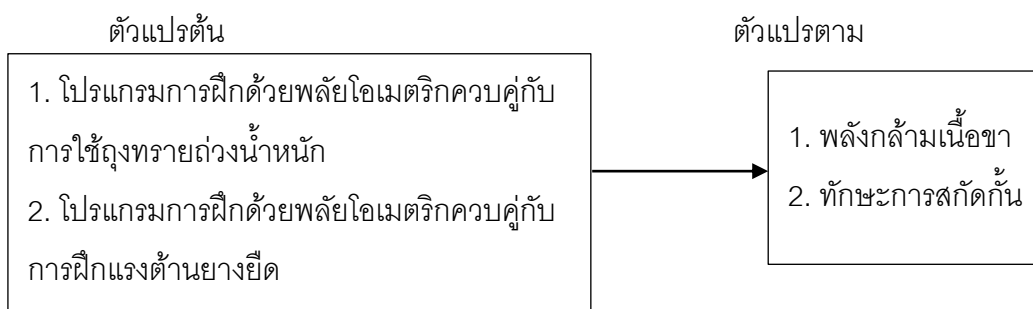 ตัวแปรต้น
ตัวแปรตาม
1. โปรแกรมการฝึกด้วยพลัยโอเมตริกควบคู่กับ
การใช้ถุงทรายถ่วงน้ำหนัก
2. โปรแกรมการฝึกด้วยพลัยโอเมตริกควบคู่กับ
การฝึกแรงต้านยางยืด
1. พลังกล้ามเนื้อขา
2. ทักษะการสกัดกั้น